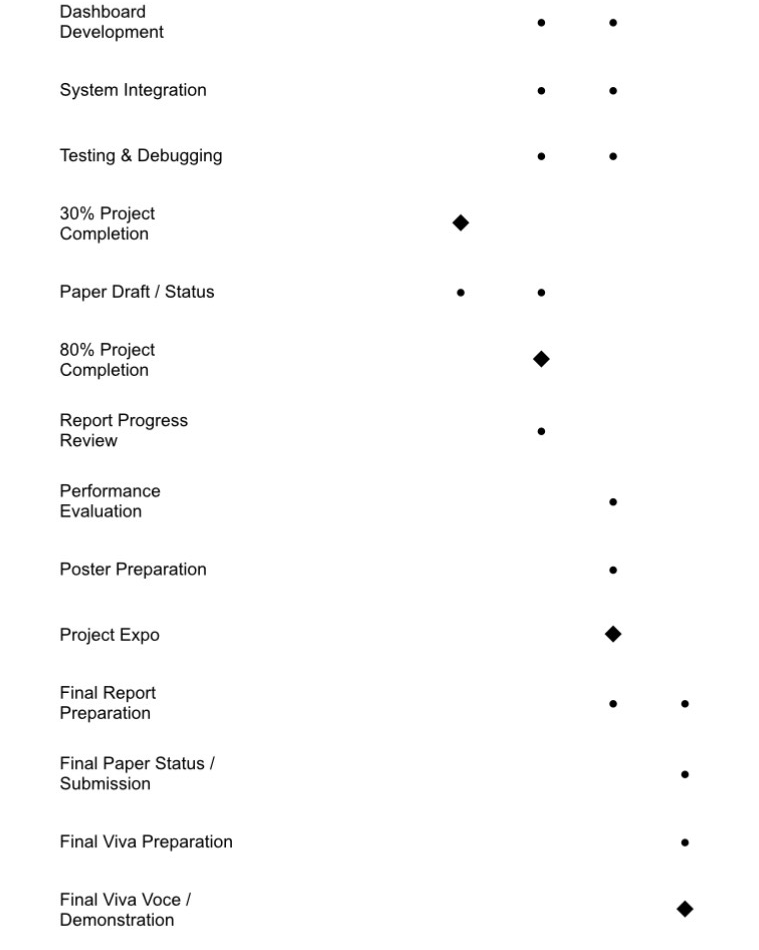 Dashboard
Development
System Integration
Testing & Debugging
30% Project
Completion
Paper Draft / Status
80% Project
Completion
Report Progress
Review
Performance
Evaluation
Poster Preparation
Project Expo
Final Report
Preparation
Final Paper Status /
Submission
Final Viva Preparation
Final Viva Voce /
Demonstration